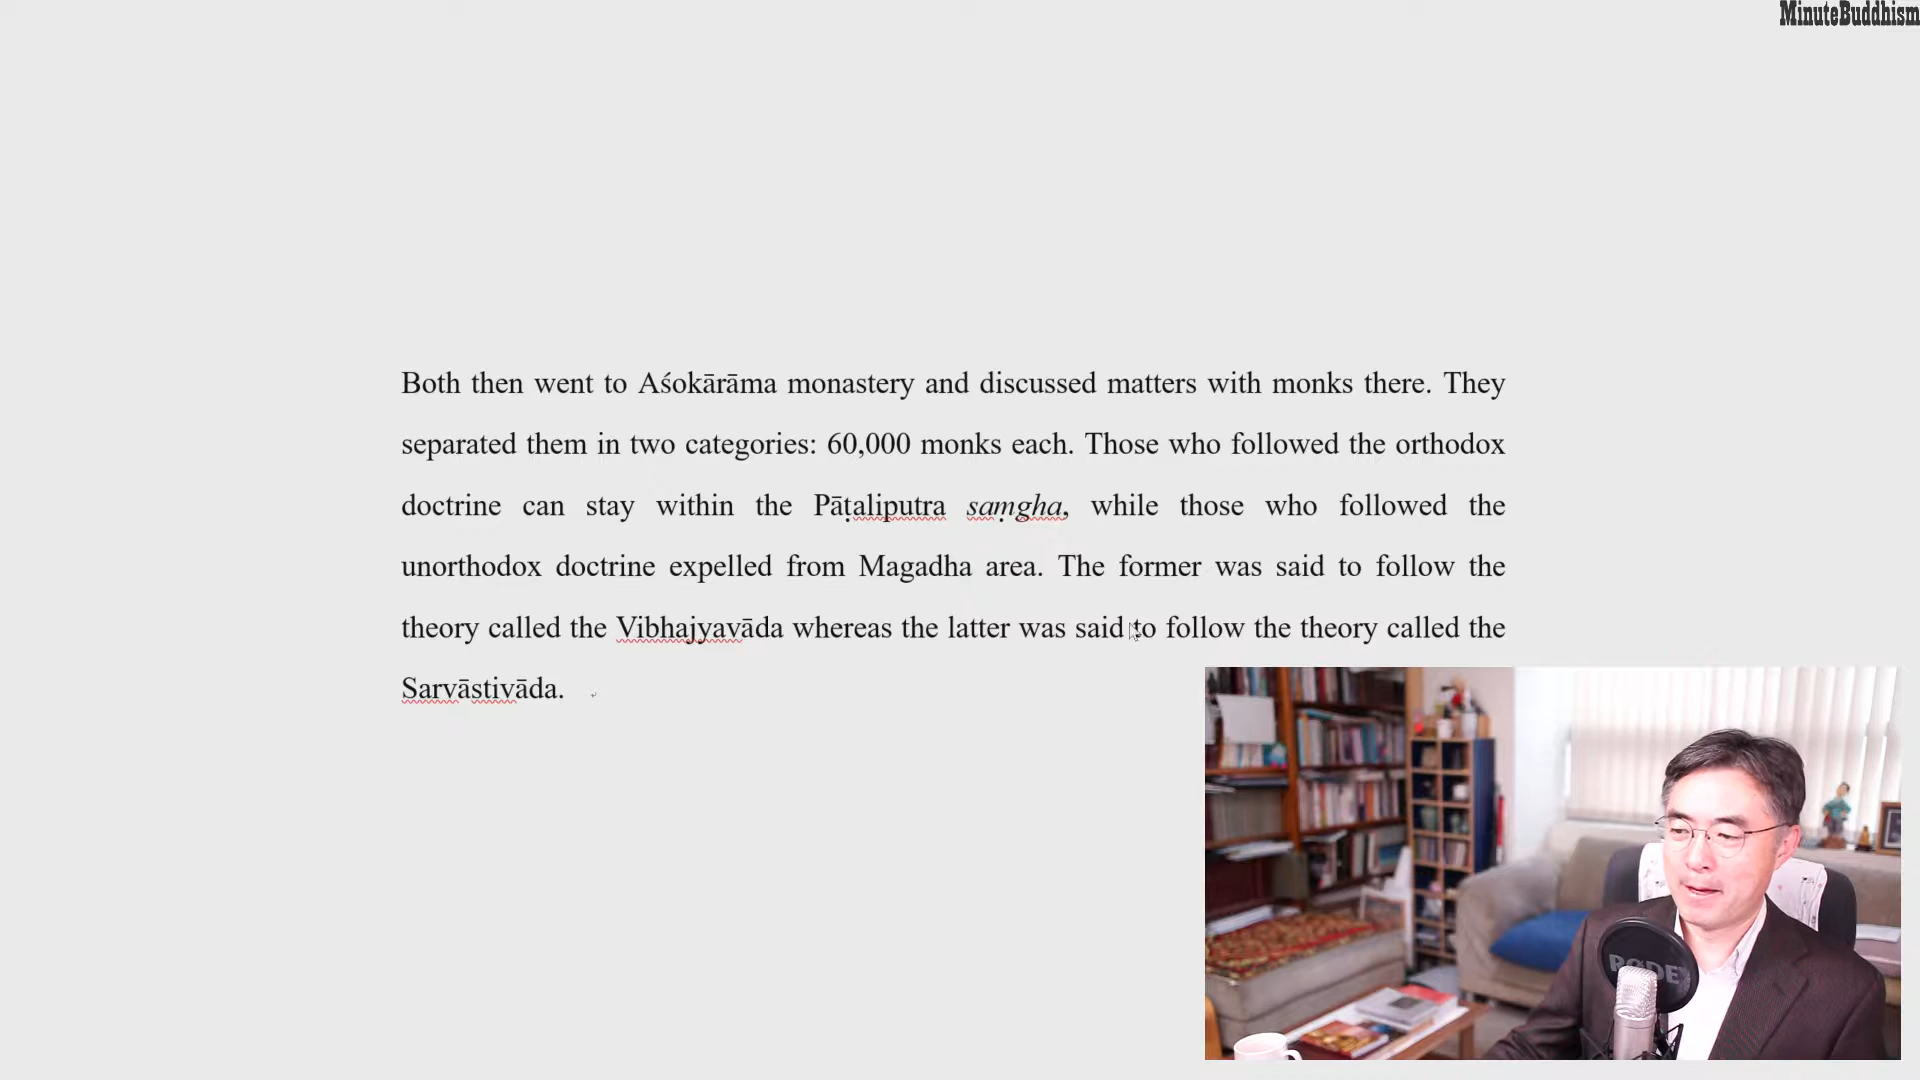 MinuteBuddhism
Both then went to Aśokārāma monastery and discussed matters with monks there. They
separated them in two categories: 60,000 monks each. Those who followed the orthodox
doctrine can stay within the Pāṭaliputra saṃgha, while those who followed the
unorthodox doctrine expelled from Magadha area. The former was said to follow the
theory called the Vibhajyavāda whereas the latter was said to follow the theory called the
Sarvāstivāda.
RØDE